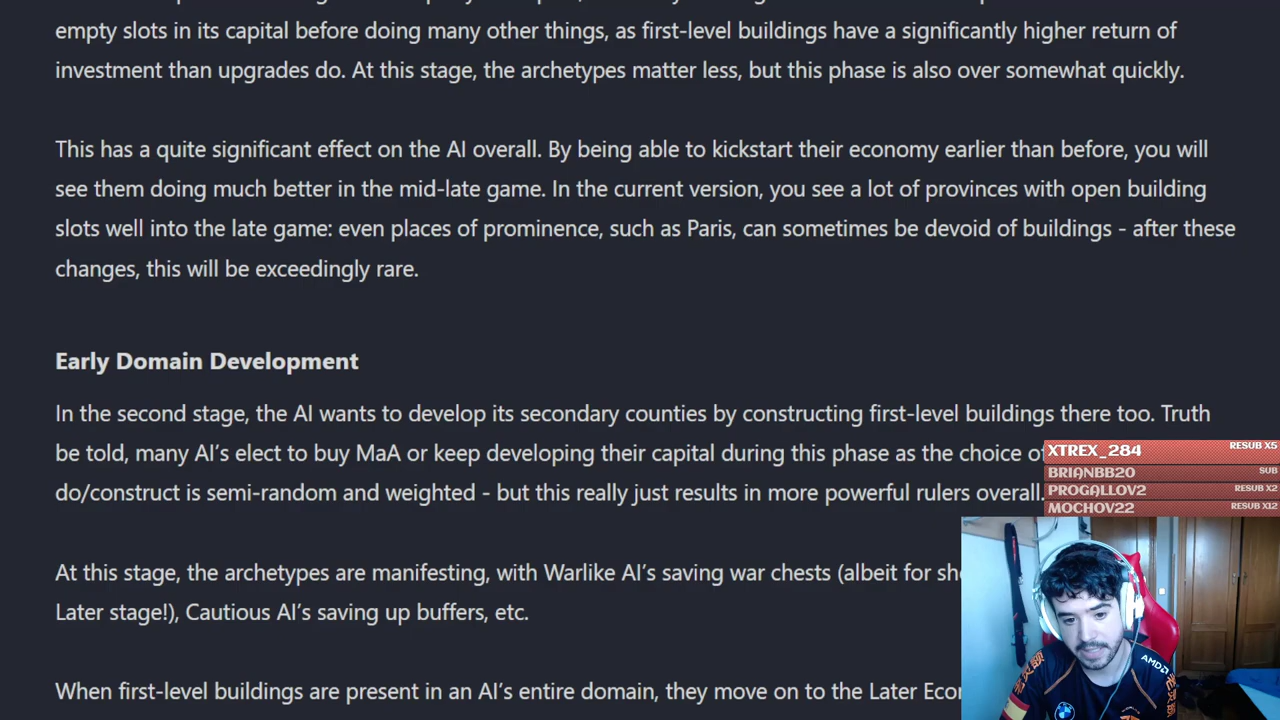 empty slots in its capital before doing many other things, as first-level buildings have a significantly higher return of
investment than upgrades do. At this stage, the archetypes matter less, but this phase is also over somewhat quickly.
This has a quite significant effect on the AI overall. By being able to kickstart their economy earlier than before, you will
see them doing much better in the mid-late game. In the current version, you see a lot of provinces with open building
slots well into the late game: even places of prominence, such as Paris, can sometimes be devoid of buildings - after these
changes, this will be exceedingly rare.
Early Domain Development
In the second stage, the AI wants to develop its secondary counties by constructing first-level buildings there too. Truth
be told, many AI's elect to buy MaA or keep developing their capital during this phase as the choice
do/construct is semi-random and weighted - but this really just results in more powerful rulers overall.
At this stage, the archetypes are manifesting, with Warlike AI's saving war chests (albeit for
Later stage!), Cautious AI's saving up buffers, etc.
When first-level buildings are present in an AI's entire domain, they move on to the Later
XTREX_284 RESUB X5
BRIANBB20 SUB
PROGALLOV2 RESUB X2
MOCHOV22 RESUB X12
AMD